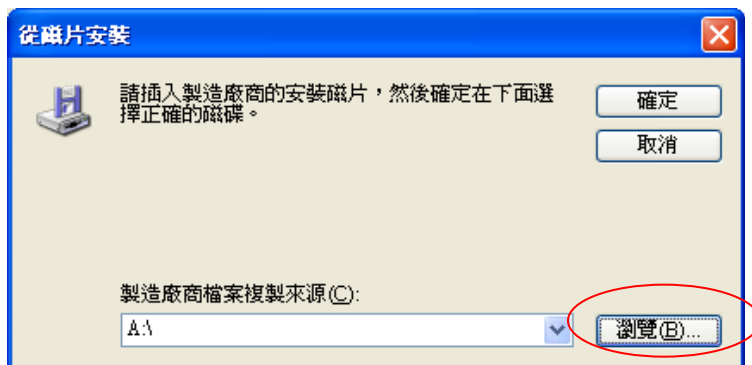 從磁片安裝
請插入製造廠商的安裝磁片，然後確定在下面選
擇正確的磁碟。
確定
取消
製造廠商檔案複製來源(C):
A:\
瀏覽(B)...